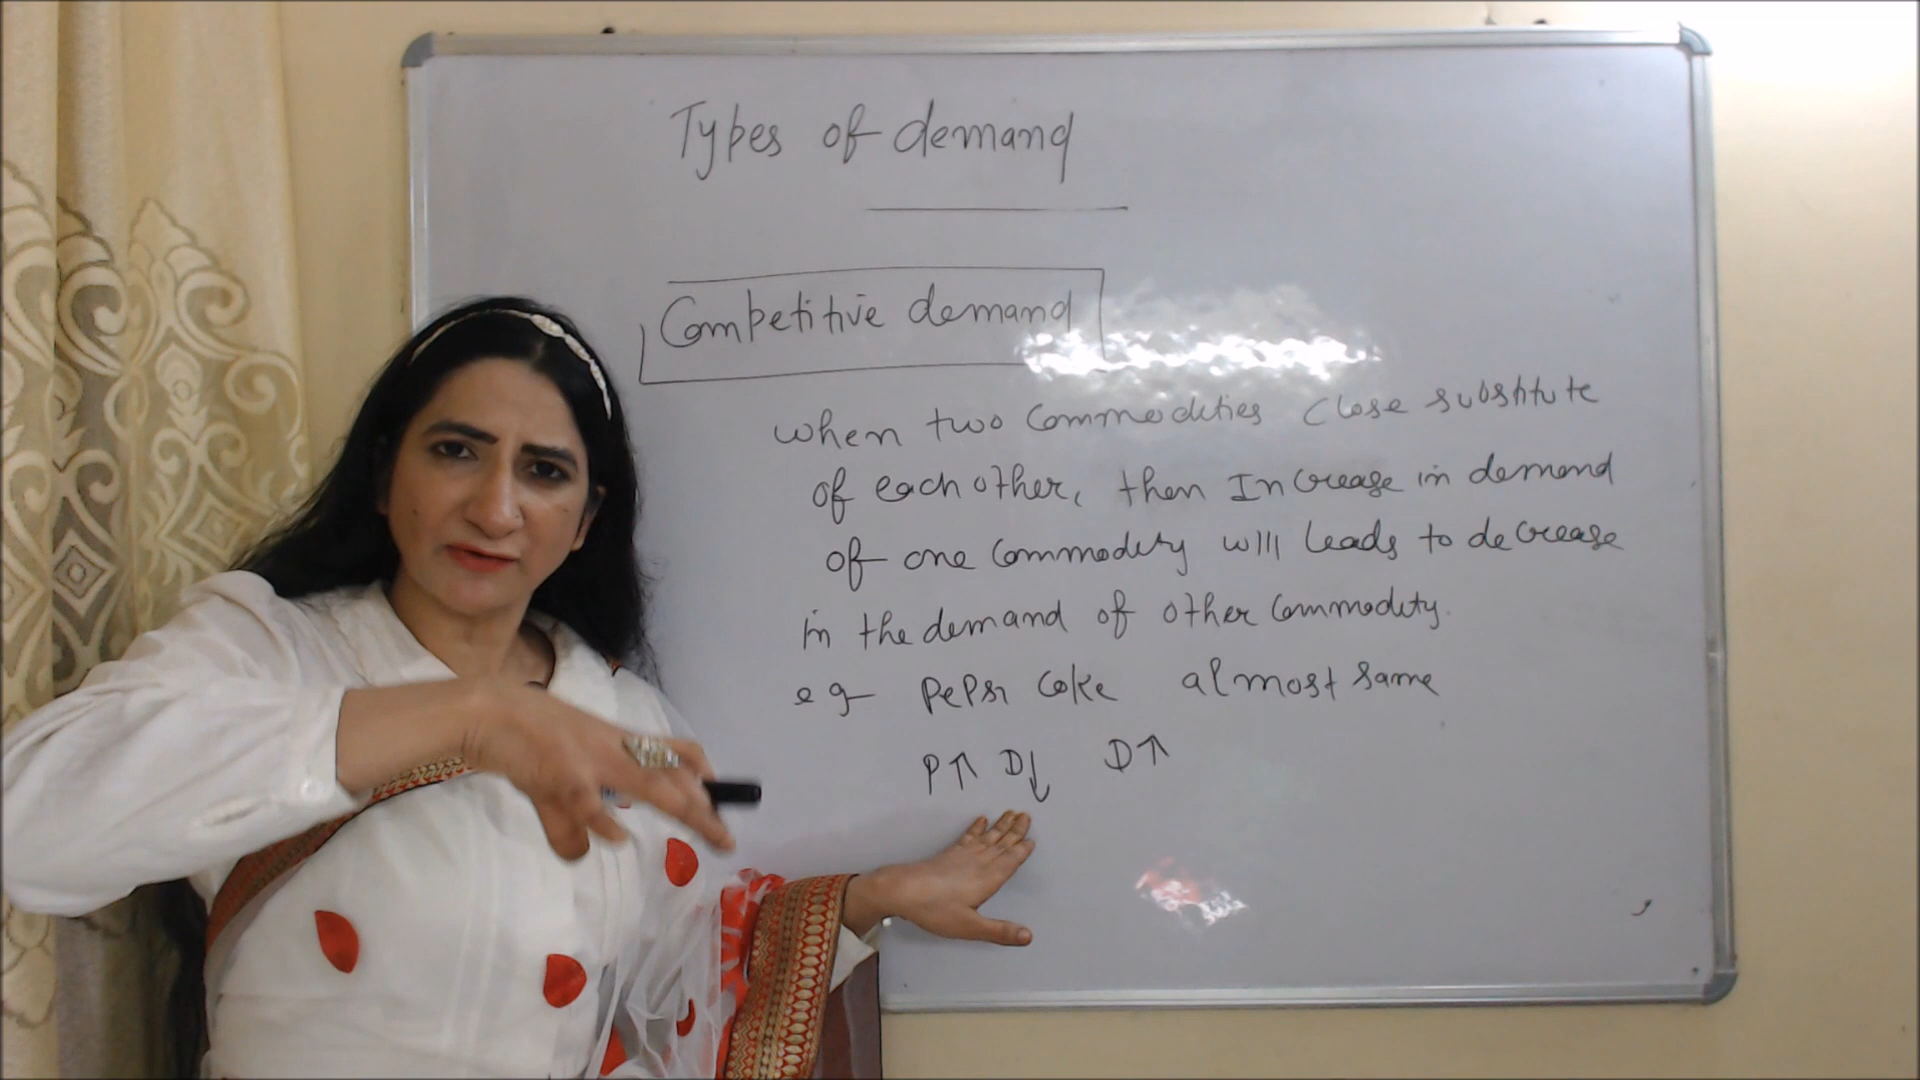 Types of demand
Competitive demand
when two commodities close substitute
of each other, then Increase in demand
of one commodity will leads to decrease
in the demand of other commodity.
eg Pepsi Coke almost same
P↑ D↓ D↑